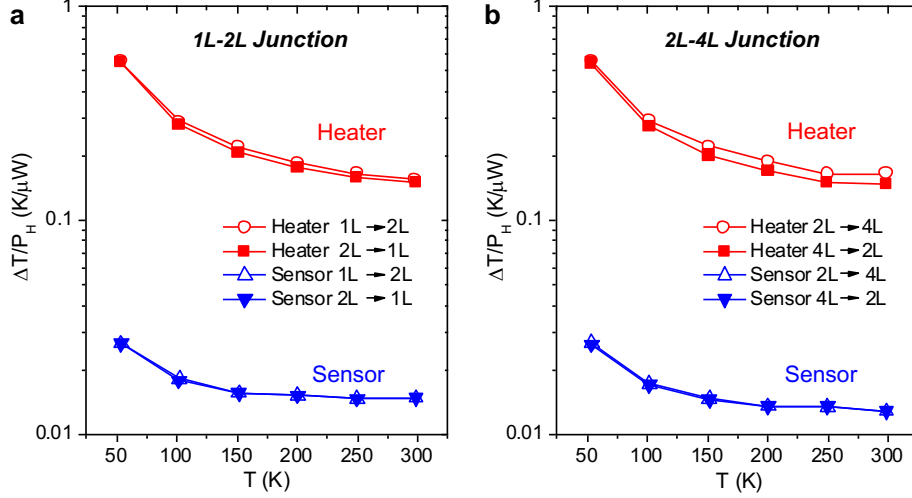 a
1L-2L Junction
1
0.1
0.01
ΔT/P_H (K/μW)
Heater
Heater 1L → 2L
Heater 2L → 1L
Sensor 1L → 2L
Sensor 2L → 1L
Sensor
50 100 150 200 250 300
T (K)
b
2L-4L Junction
1
0.1
0.01
ΔT/P_H (K/μW)
Heater
Heater 2L → 4L
Heater 4L → 2L
Sensor 2L → 4L
Sensor 4L → 2L
Sensor
50 100 150 200 250 300
T (K)